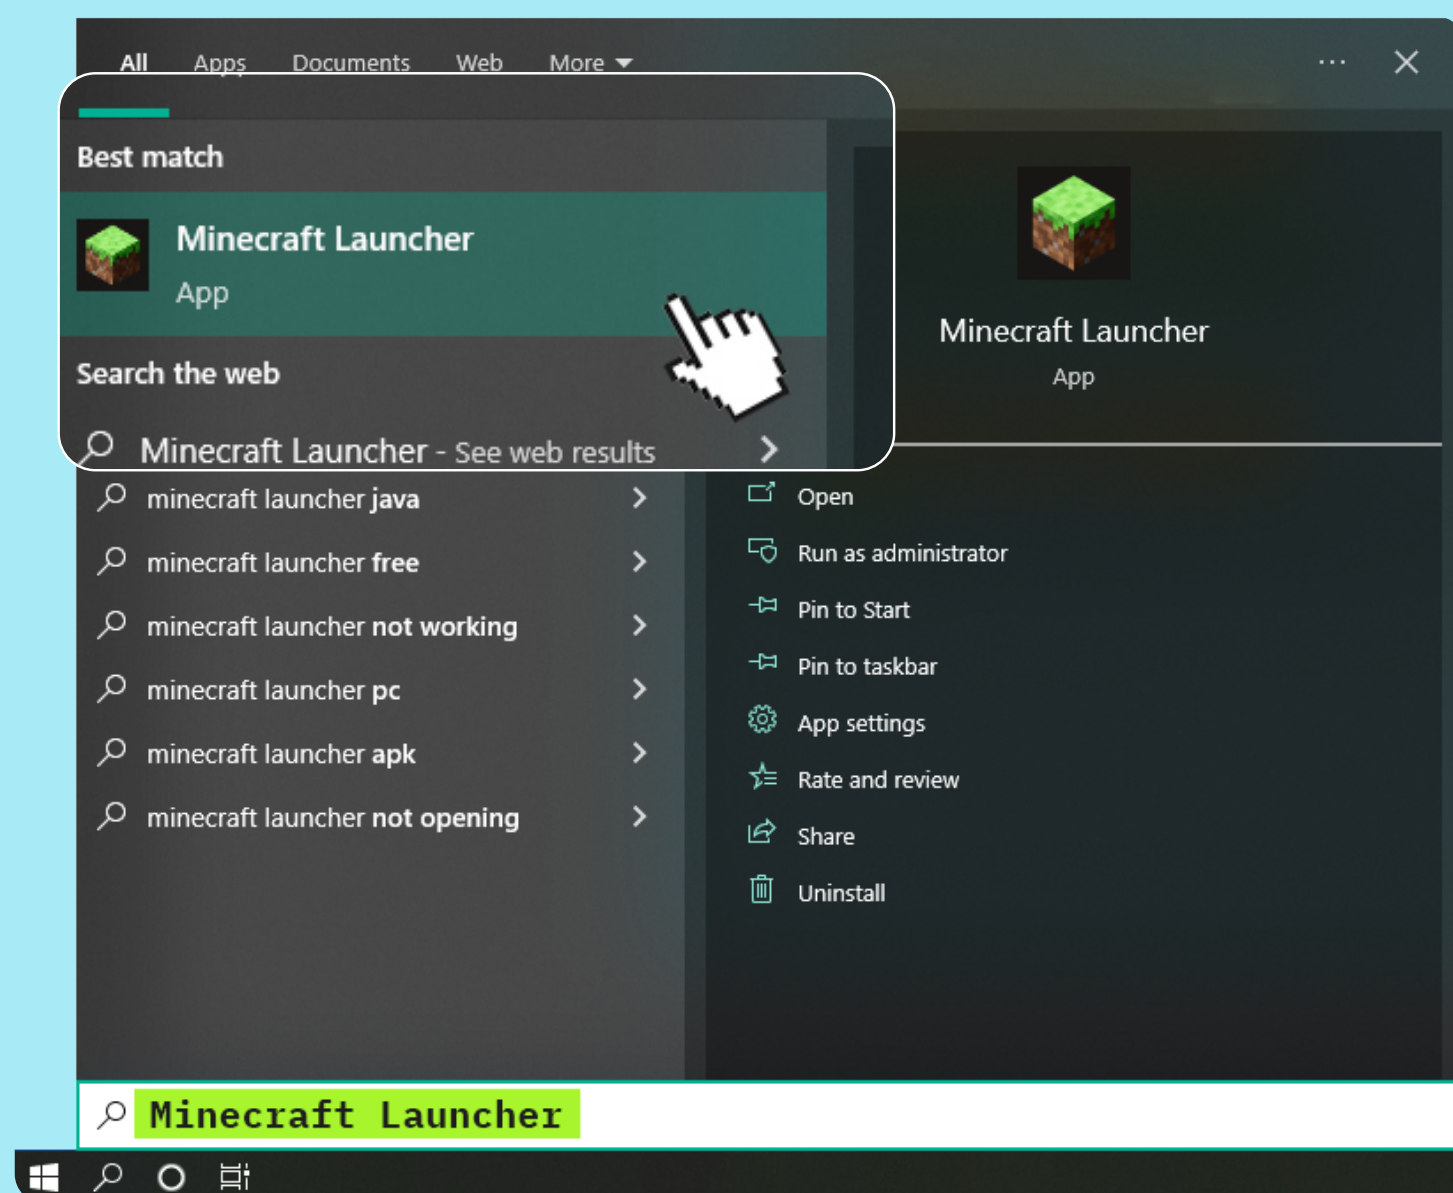 All Apps Documents Web More
Best match
Minecraft Launcher
App
Search the web
Minecraft Launcher - See web results
minecraft launcher java
minecraft launcher free
minecraft launcher not working
minecraft launcher pc
minecraft launcher apk
minecraft launcher not opening
Minecraft Launcher
App
Open
Run as administrator
Pin to Start
Pin to taskbar
App settings
Rate and review
Share
Uninstall
Minecraft Launcher